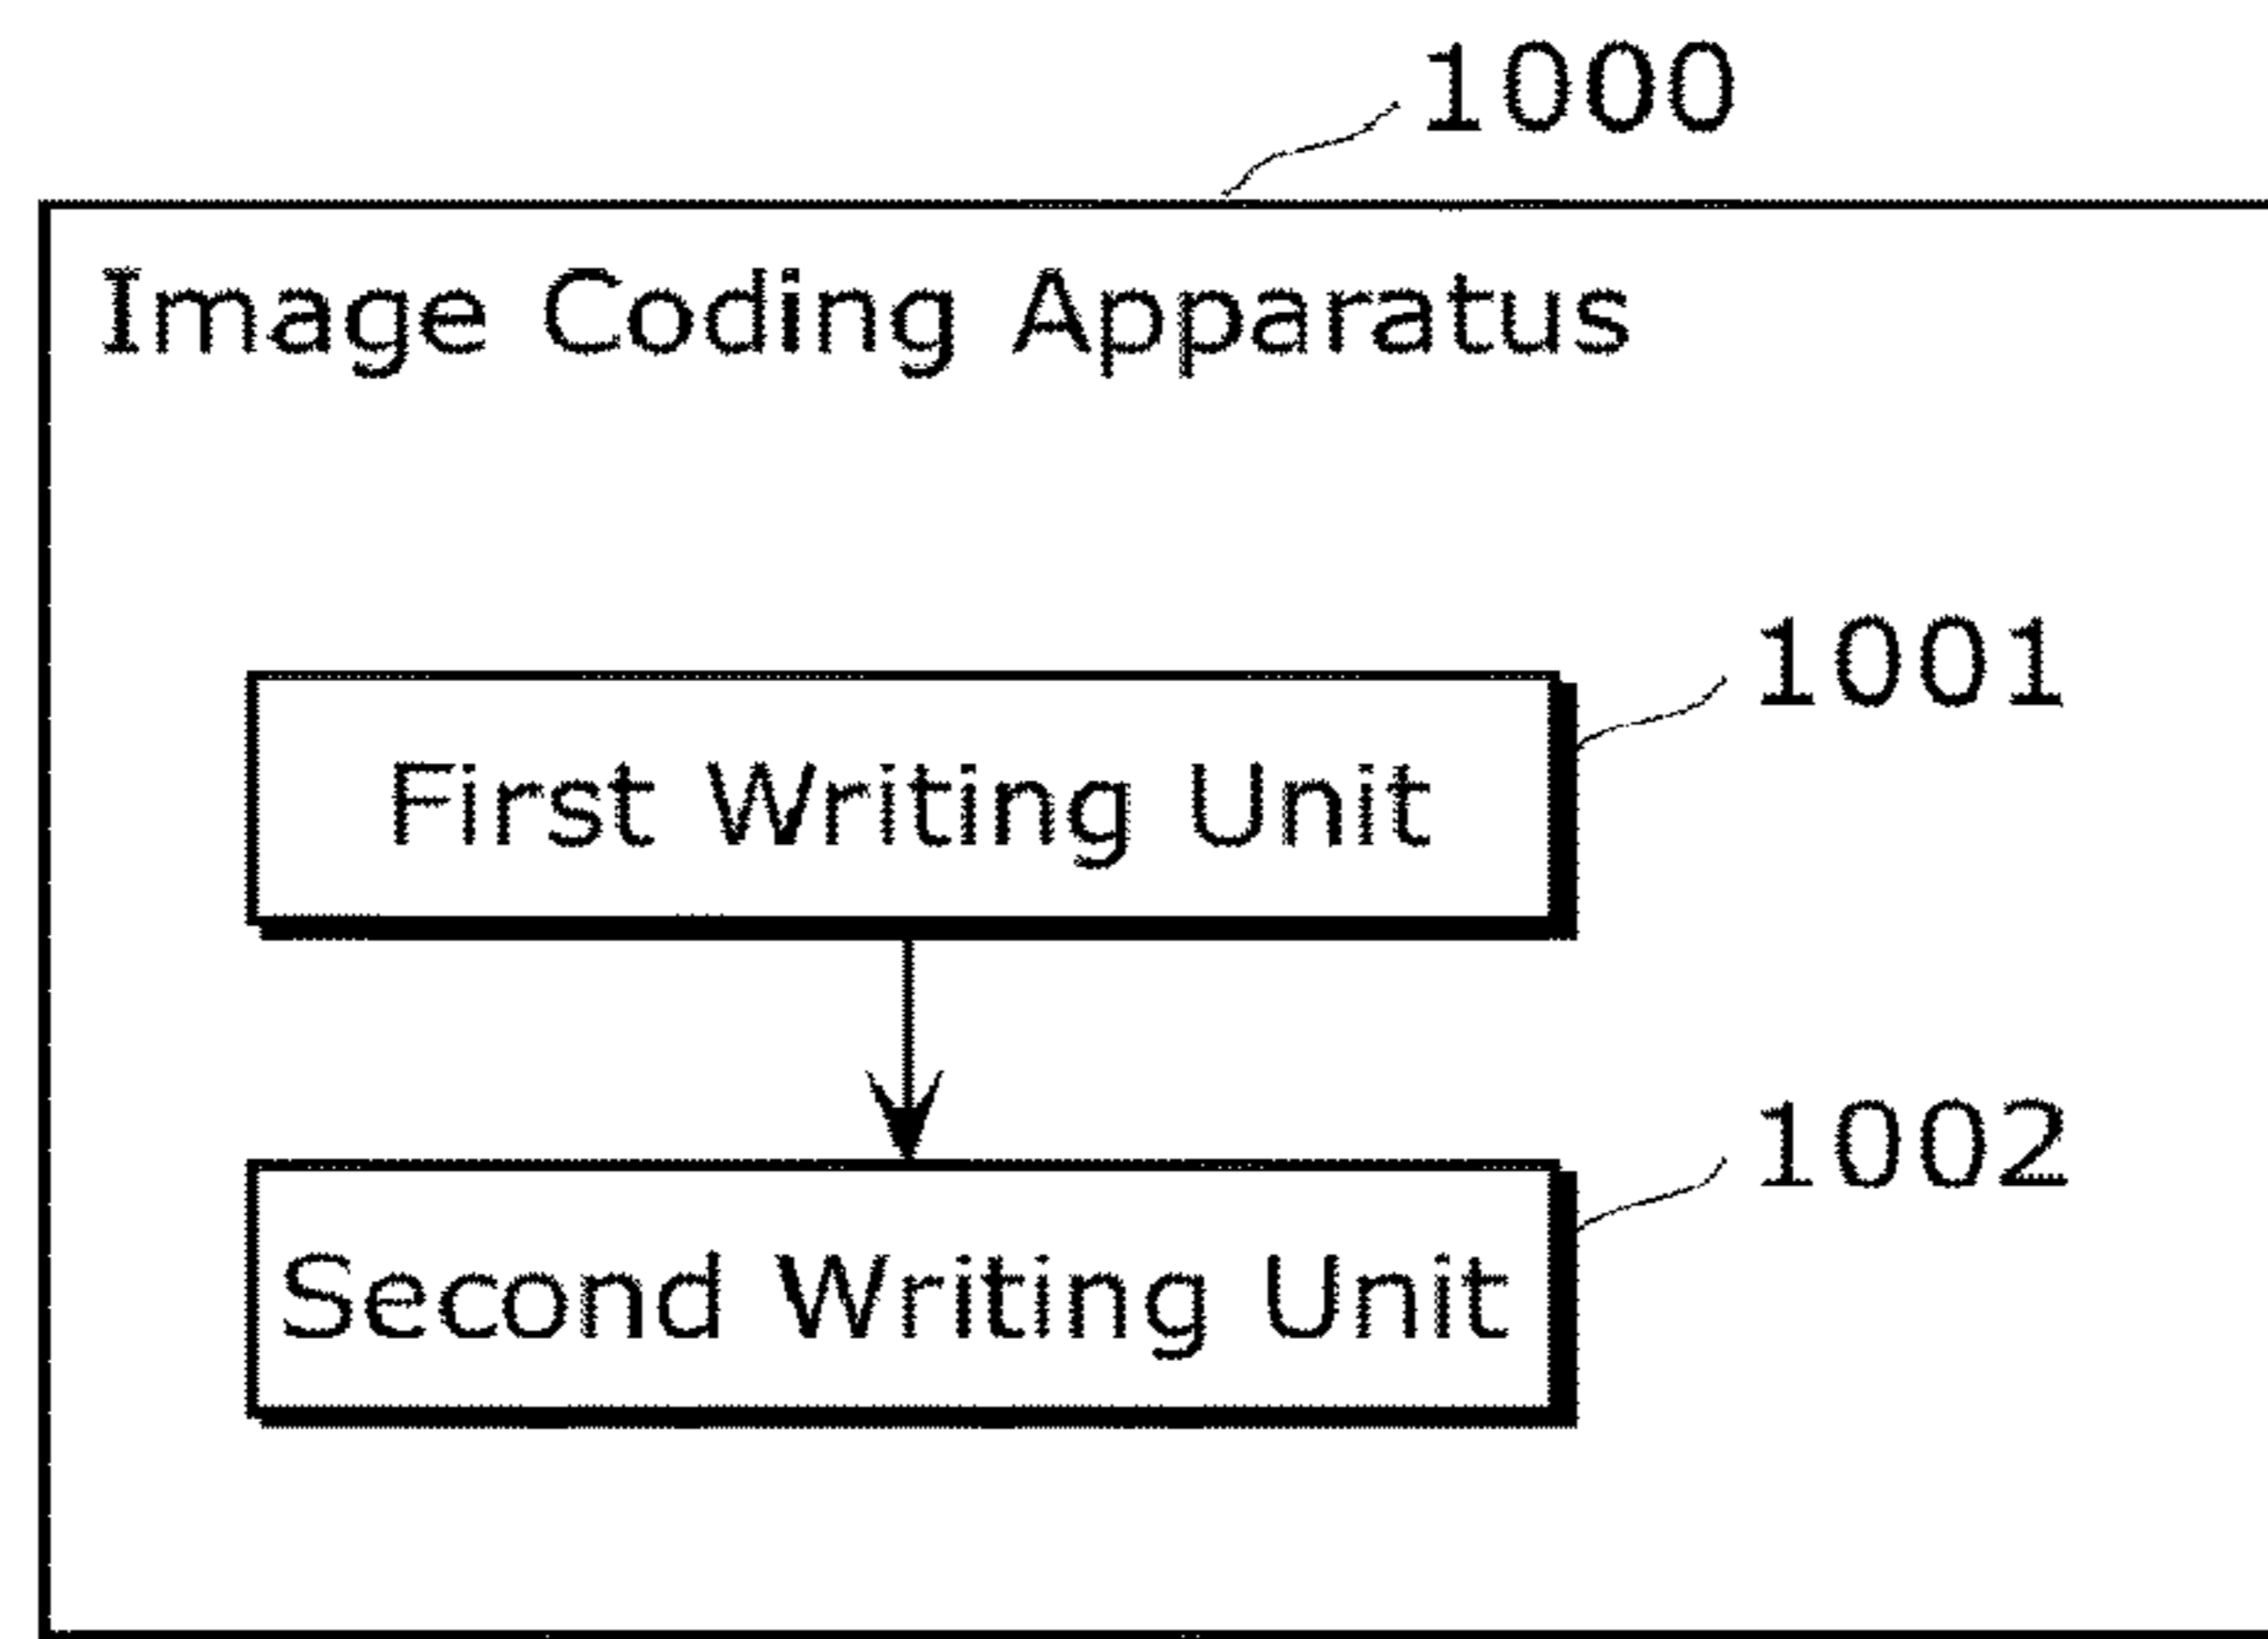 1000
Image Coding Apparatus
1001
First Writing Unit
1002
Second Writing Unit